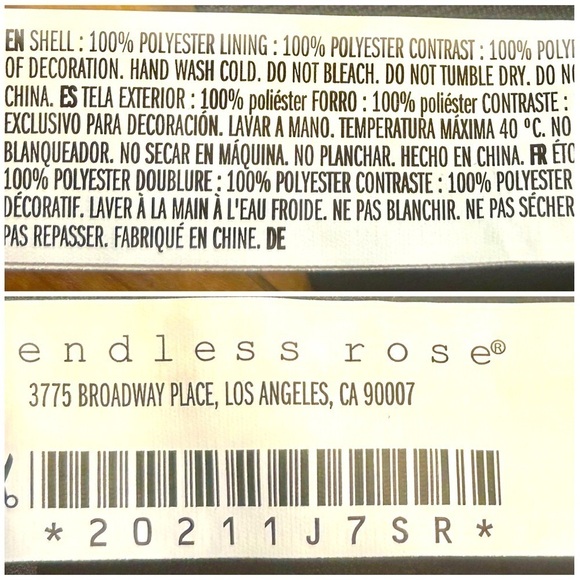 EN SHELL : 100% POLYESTER LINING : 100% POLYESTER CONTRAST : 100%
OF DECORATION. HAND WASH COLD. DO NOT BLEACH. DO NOT TUMBLE DRY. DO
CHINA. ES TELA EXTERIOR : 100% poliéster FORRO : 100% poliéster CONTRASTE :
EXCLUSIVO PARA DECORACIÓN. LAVAR A MANO. TEMPERATURA MÁXIMA 40 ºC. NO
BLANQUEADOR. NO SECAR EN MÁQUINA. NO PLANCHAR. HECHO EN CHINA. FR
100% POLYESTER DOUBLURE : 100% POLYESTER CONTRASTE : 100% POLYESTER
DÉCORATIF. LAVER À LA MAIN À L'EAU FROIDE. NE PAS BLANCHIR. NE PAS SÉCHER
PAS REPASSER. FABRIQUÉ EN CHINE. DE
endless rose®
3775 BROADWAY PLACE, LOS ANGELES, CA 90007
*20211J7SR*